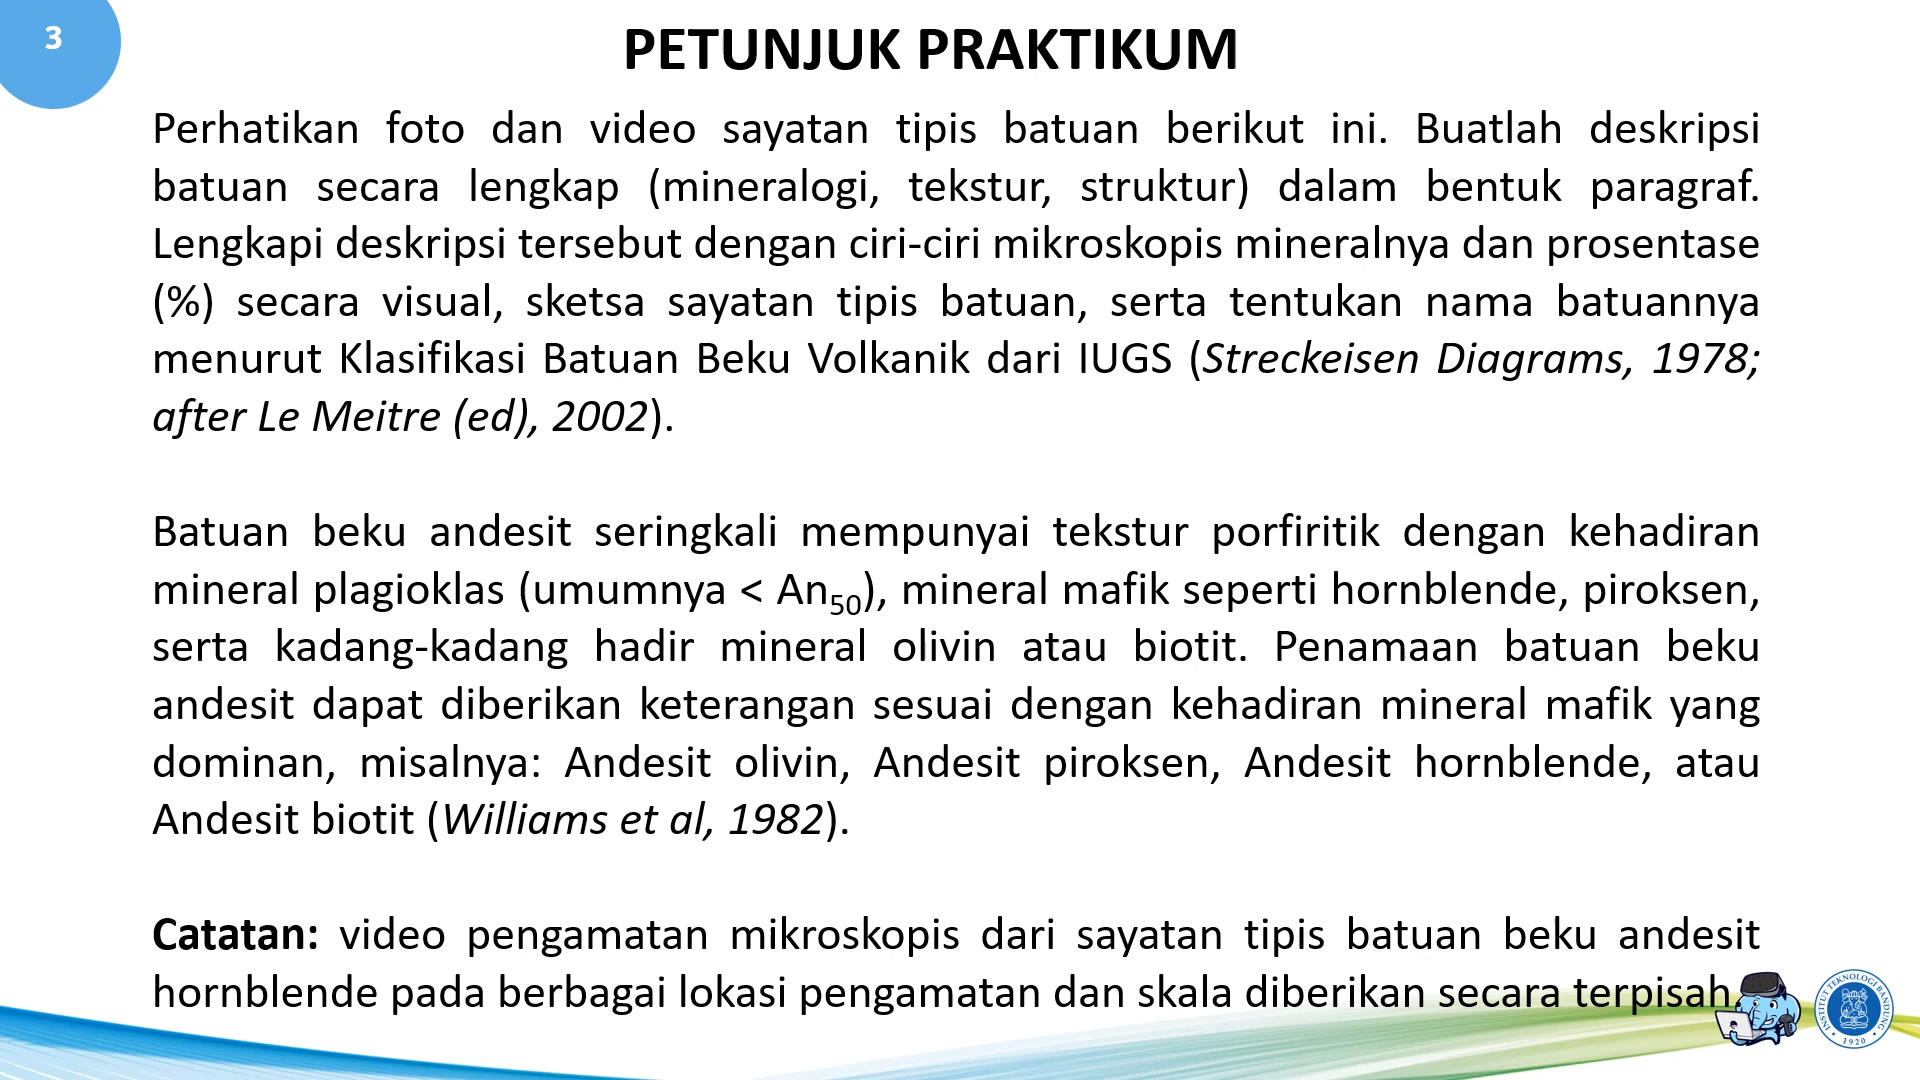 3
PETUNJUK PRAKTIKUM
Perhatikan foto dan video sayatan tipis batuan berikut ini. Buatlah deskripsi
batuan secara lengkap (mineralogi, tekstur, struktur) dalam bentuk paragraf.
Lengkapi deskripsi tersebut dengan ciri-ciri mikroskopis mineralnya dan prosentase
(%) secara visual, sketsa sayatan tipis batuan, serta tentukan nama batuannya
menurut Klasifikasi Batuan Beku Volkanik dari IUGS (Streckeisen Diagrams, 1978;
after Le Meitre (ed), 2002).
Batuan beku andesit seringkali mempunyai tekstur porfiritik dengan kehadiran
mineral plagioklas (umumnya < An50), mineral mafik seperti hornblende, piroksen,
serta kadang-kadang hadir mineral olivin atau biotit. Penamaan batuan beku
andesit dapat diberikan keterangan sesuai dengan kehadiran mineral mafik yang
dominan, misalnya: Andesit olivin, Andesit piroksen, Andesit hornblende, atau
Andesit biotit (Williams et al, 1982).
Catatan: video pengamatan mikroskopis dari sayatan tipis batuan beku andesit
hornblende pada berbagai lokasi pengamatan dan skala diberikan secara terpisah.
INSTITUT TEKNOLOGI BANDUNG
1920